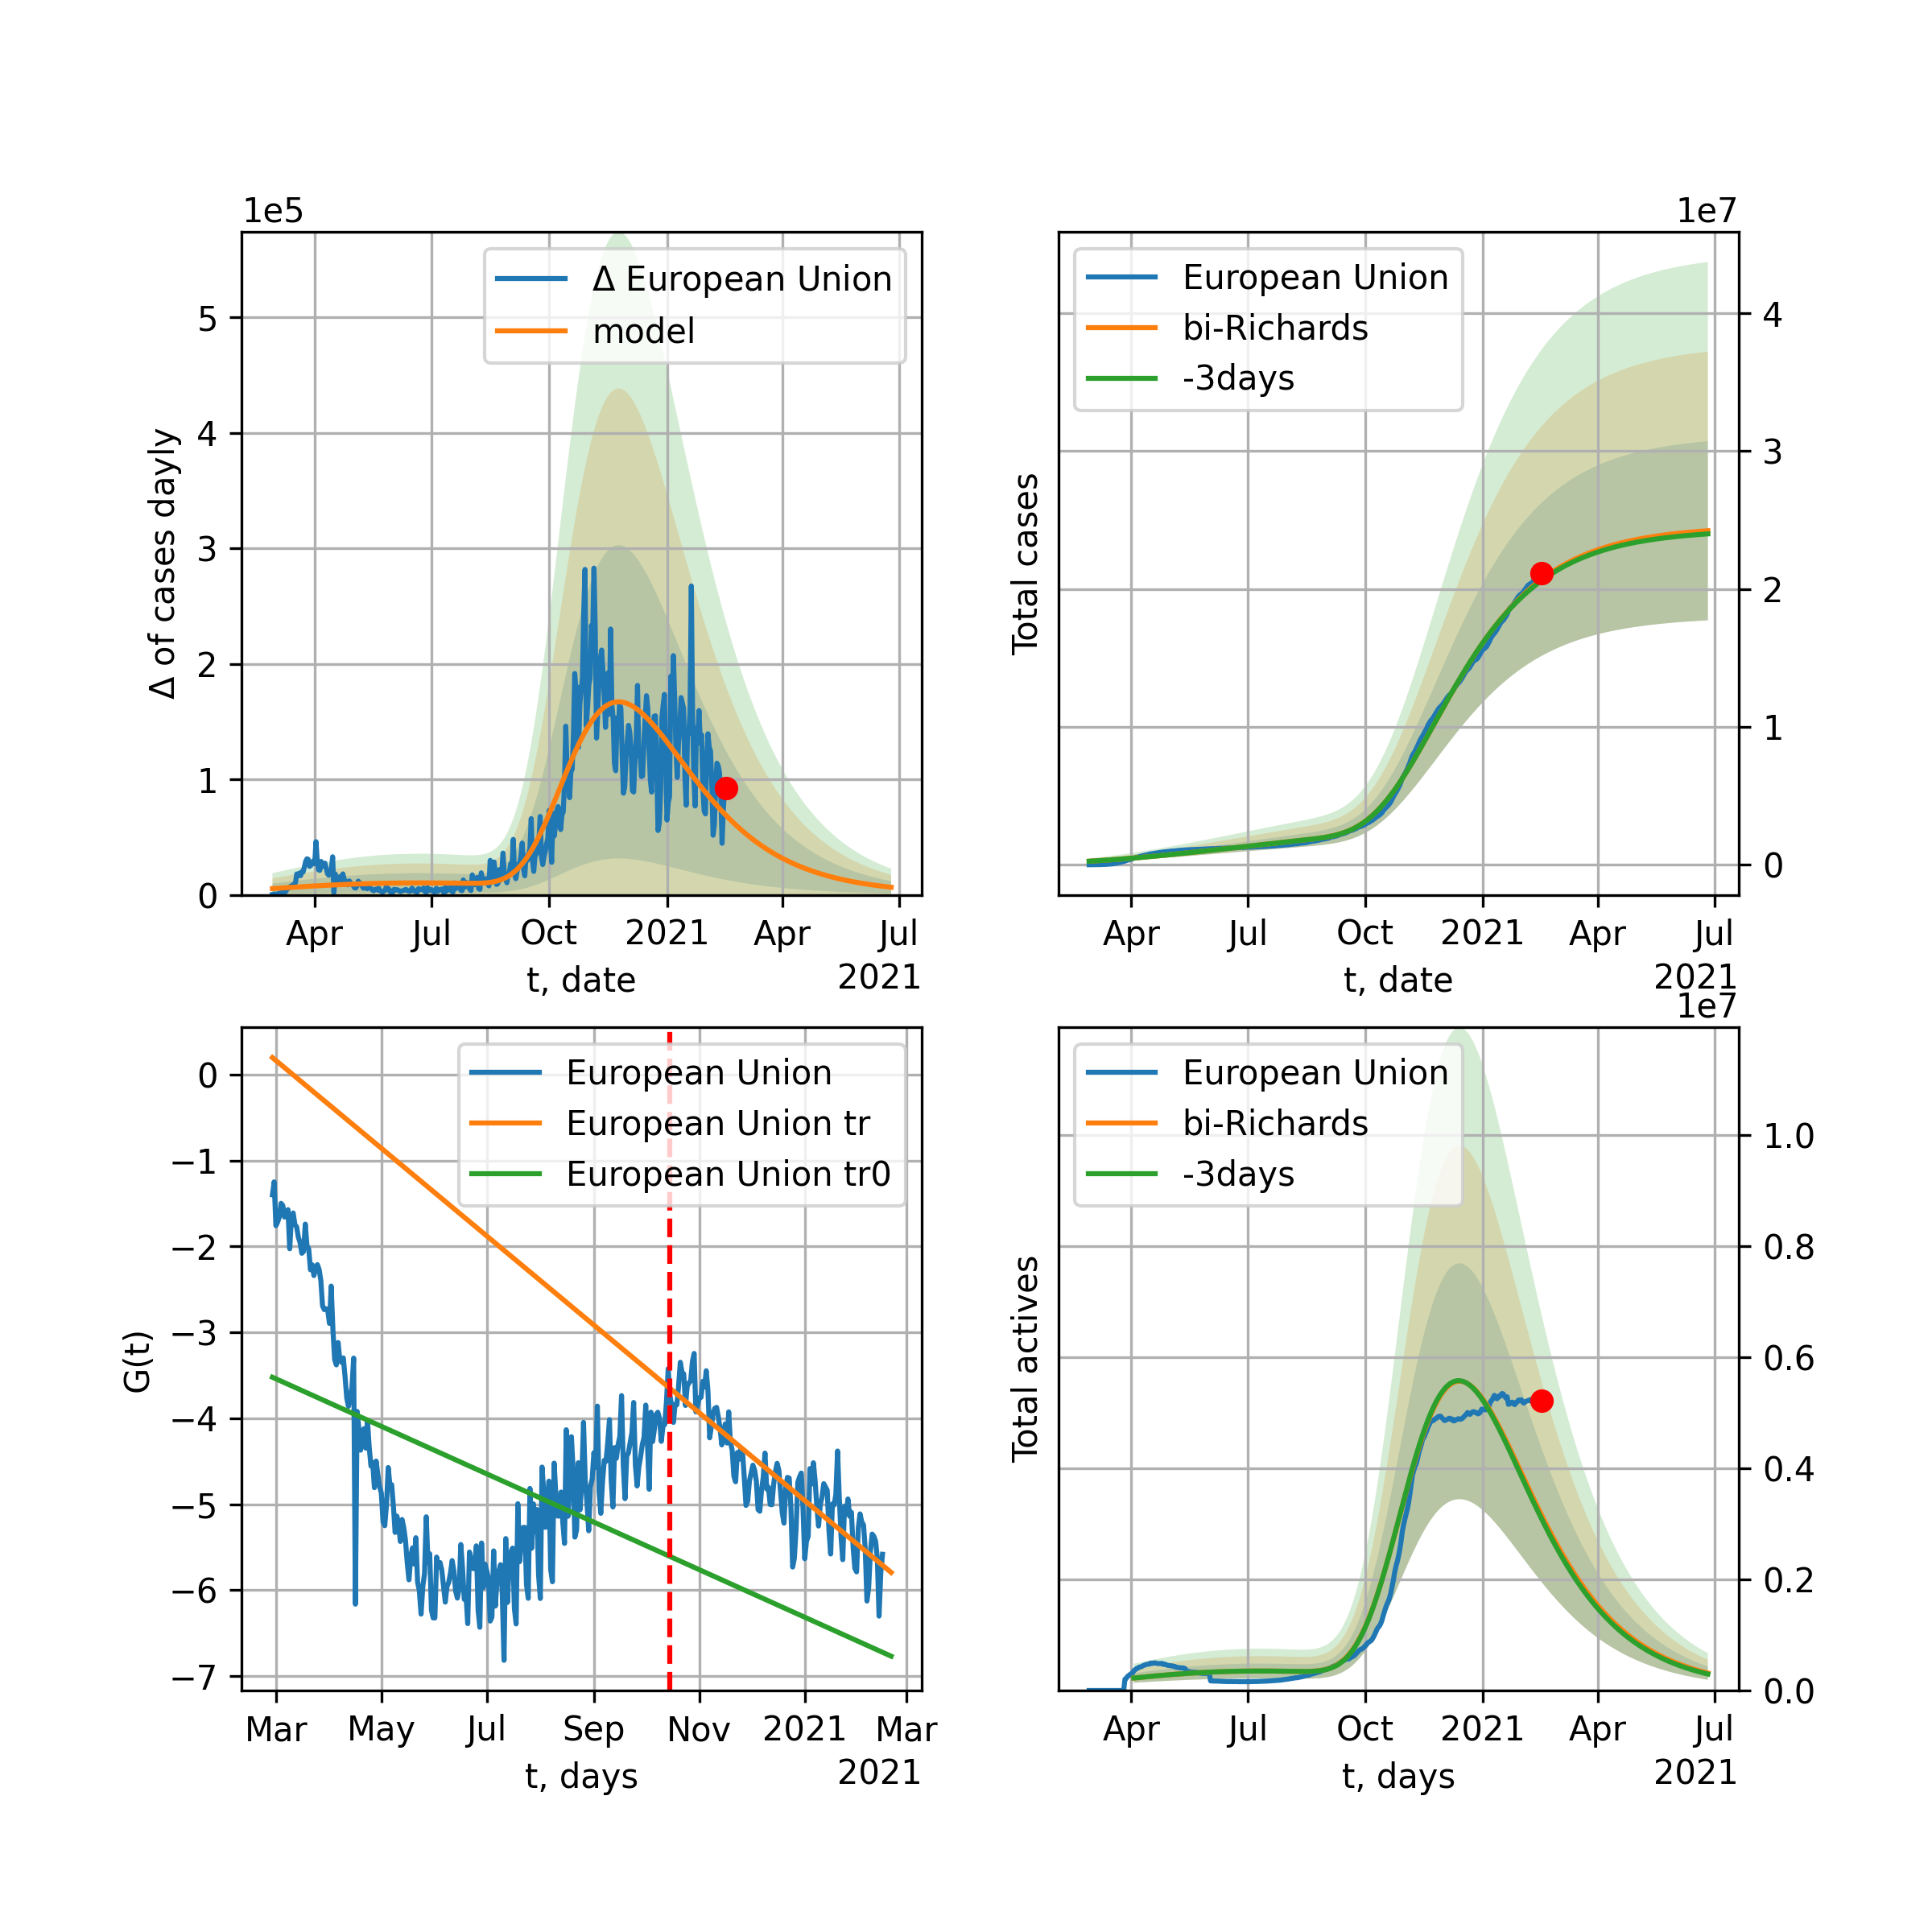 1e5
Δ European Union
model
5
4
3
2
1
0
Δ of cases dayly
Apr Jul Oct 2021 Apr Jul
t, date
2021
1e7
European Union
bi-Richards
-3days
4
3
2
1
0
Total cases
Apr Jul Oct 2021 Apr Jul
t, date
2021
European Union
European Union tr
European Union tr0
0
−1
−2
−3
−4
−5
−6
−7
G(t)
Mar May Jul Sep Nov 2021 Mar
t, days
2021
1e7
European Union
bi-Richards
-3days
1.0
0.8
0.6
0.4
0.2
0.0
Total actives
Apr Jul Oct 2021 Apr Jul
t, days
2021